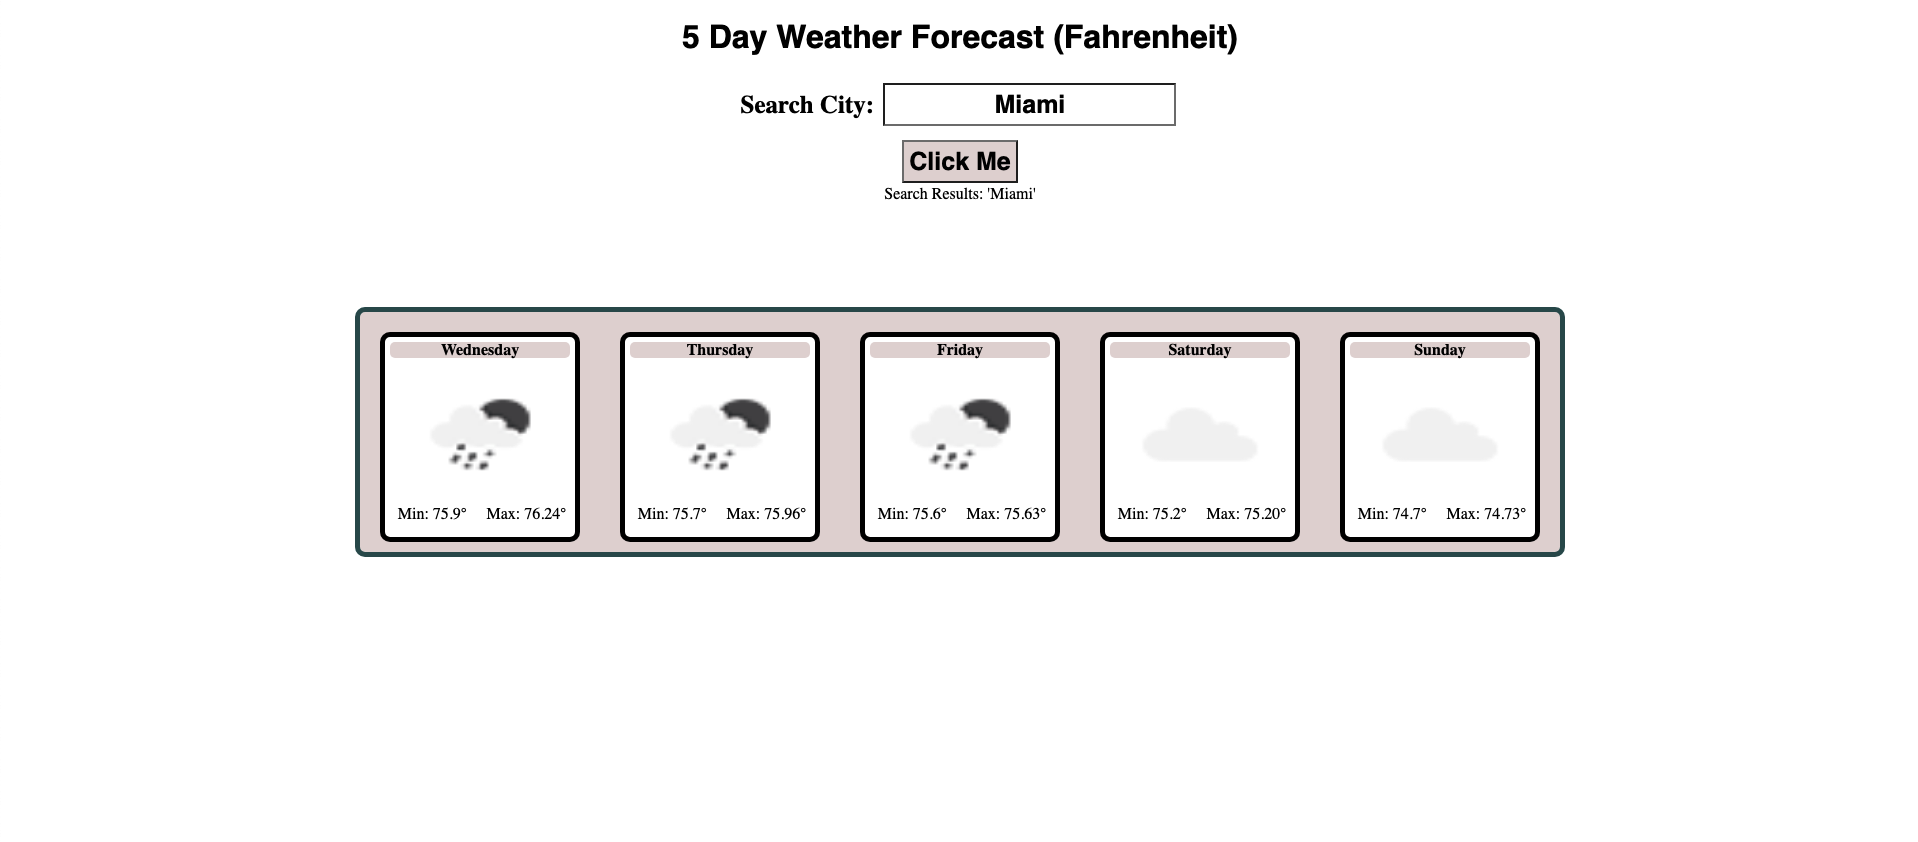 5 Day Weather Forecast (Fahrenheit)
Search City: Miami
Click Me
Search Results: 'Miami'
Wednesday
Min: 75.9° Max: 76.24°
Thursday
Min: 75.7° Max: 75.96°
Friday
Min: 75.6° Max: 75.63°
Saturday
Min: 75.2° Max: 75.20°
Sunday
Min: 74.7° Max: 74.73°